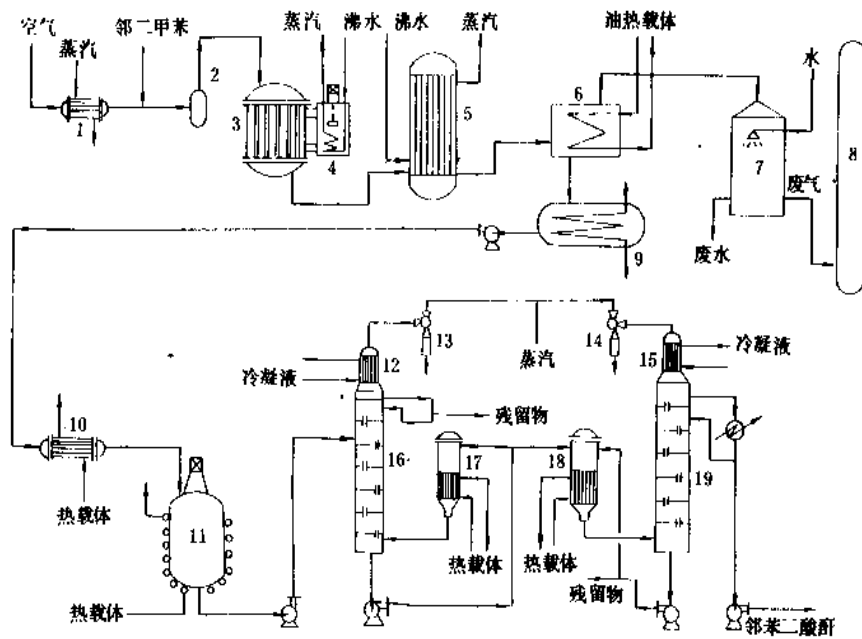 空气
蒸汽
邻二甲苯
蒸汽
沸水
沸水
蒸汽
油热载体
水
1
2
3
4
5
6
7
8
废气
废水
9
冷凝液
12
13
蒸汽
14
15
冷凝液
残留物
10
热载体
11
16
17
18
19
热载体
热载体
残留物
热载体
邻苯二酸酐